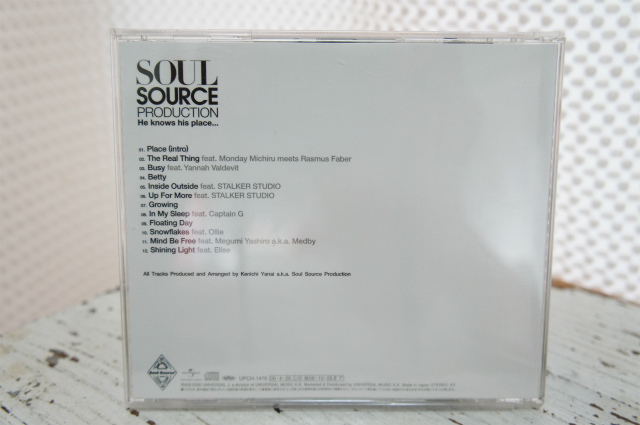 SOUL
SOURCE
PRODUCTION
He knows his place...
01. Place (intro)
02. The Real Thing feat. Monday Michiru meets Rasmus Faber
03. Busy feat. Yannah Valdevit
04. Betty
05. Inside Outside feat. STALKER STUDIO
06. Up For More feat. STALKER STUDIO
07. Growing
08. In My Sleep feat. Captain G
09. Floating Day
10. Snowflakes feat. Ollie
11. Mind Be Free feat. Megumi Yashiro a.k.a. Medby
12. Shining Light feat. Elise
All Tracks Produced and Arranged by Kenichi Yanai a.k.a. Soul Source Production